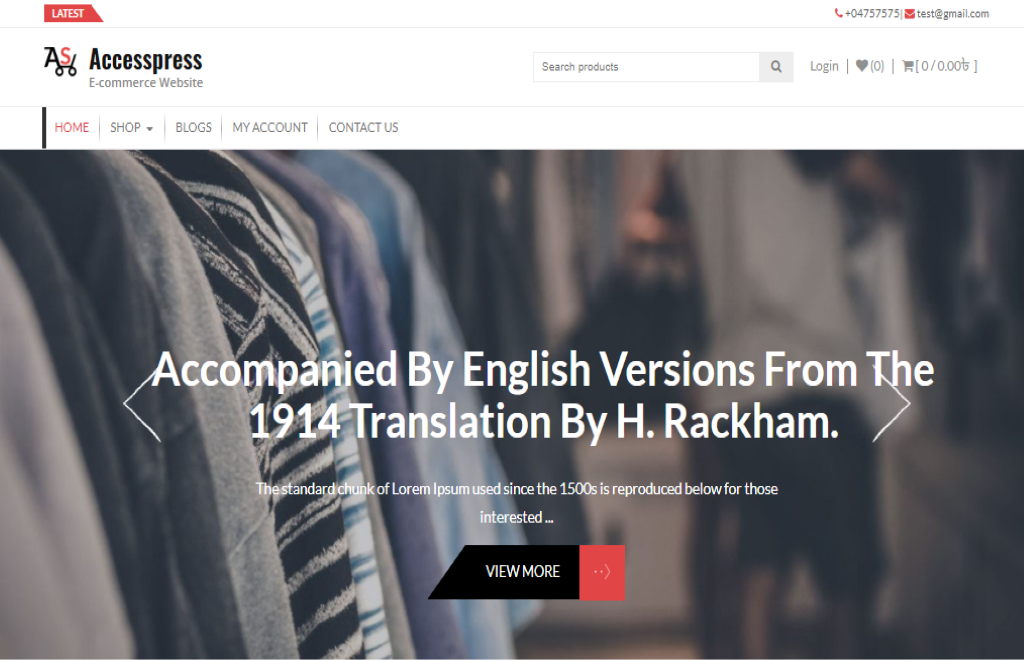 LATEST
+04757575| test@gmail.com
AS
Accesspress
E-commerce Website
Search products
Login | (0) | [ 0 / 0.00৳ ]
HOME SHOP BLOGS MY ACCOUNT CONTACT US
Accompanied By English Versions From The
1914 Translation By H. Rackham.
The standard chunk of Lorem Ipsum used since the 1500s is reproduced below for those
interested ...
VIEW MORE